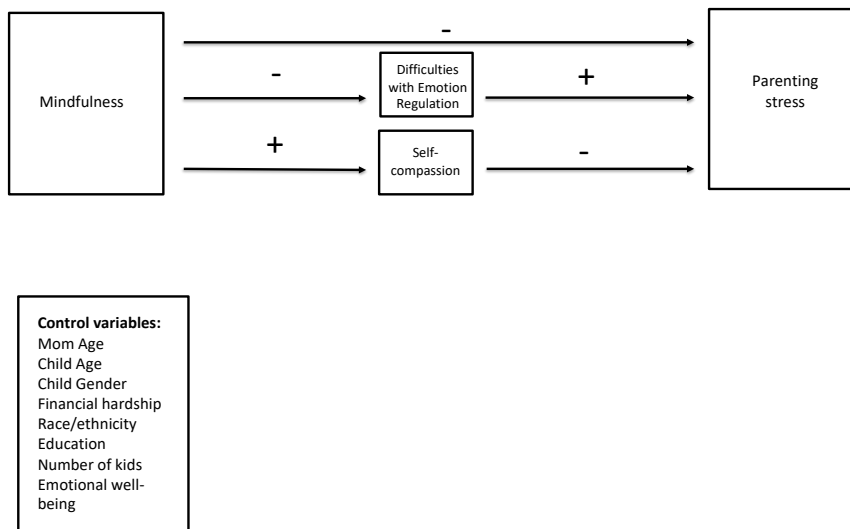 -
Mindfulness
-
Difficulties
with Emotion
Regulation
+
Parenting
stress
+
Self-
compassion
-
Control variables:
Mom Age
Child Age
Child Gender
Financial hardship
Race/ethnicity
Education
Number of kids
Emotional well-
being